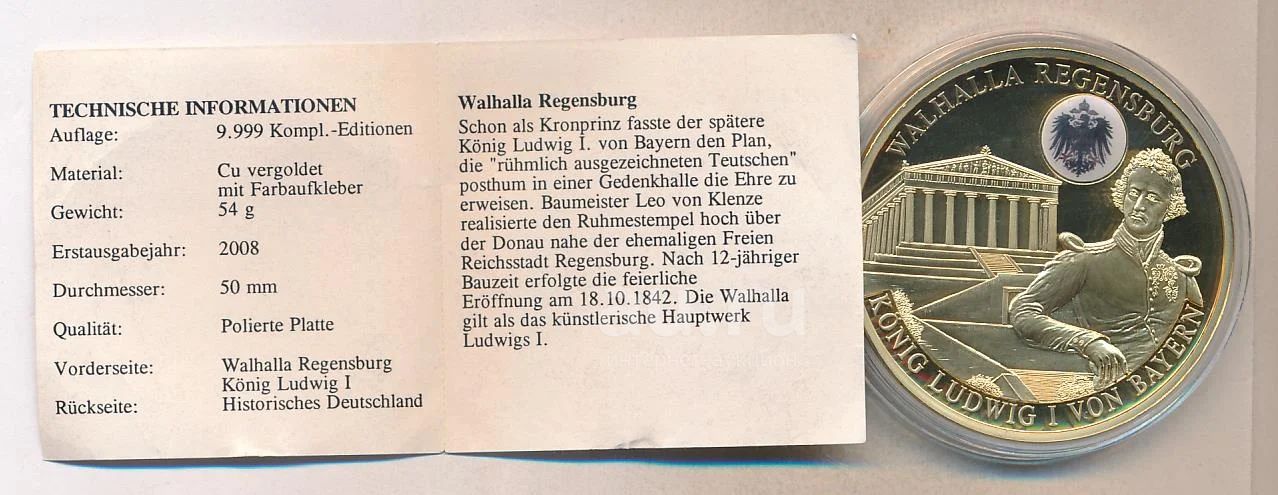 TECHNISCHE INFORMATIONEN
Auflage: 9.999 Kompl.-Editionen
Material: Cu vergoldet
mit Farbaufkleber
Gewicht: 54 g
Erstausgabejahr: 2008
Durchmesser: 50 mm
Qualität: Polierte Platte
Vorderseite: Walhalla Regensburg
König Ludwig I
Rückseite: Historisches Deutschland
Walhalla Regensburg
Schon als Kronprinz fasste der spätere
König Ludwig I. von Bayern den Plan,
die "rühmlich ausgezeichneten Teutschen"
posthum in einer Gedenkhalle die Ehre zu
erweisen. Baumeister Leo von Klenze
realisierte den Ruhmestempel hoch über
der Donau nahe der ehemaligen Freien
Reichsstadt Regensburg. Nach 12-jähriger
Bauzeit erfolgte die feierliche
Eröffnung am 18.10.1842. Die Walhalla
gilt als das künstlerische Hauptwerk
Ludwigs I.
WALHALLA REGENSBURG
KÖNIG LUDWIG I VON BAYERN